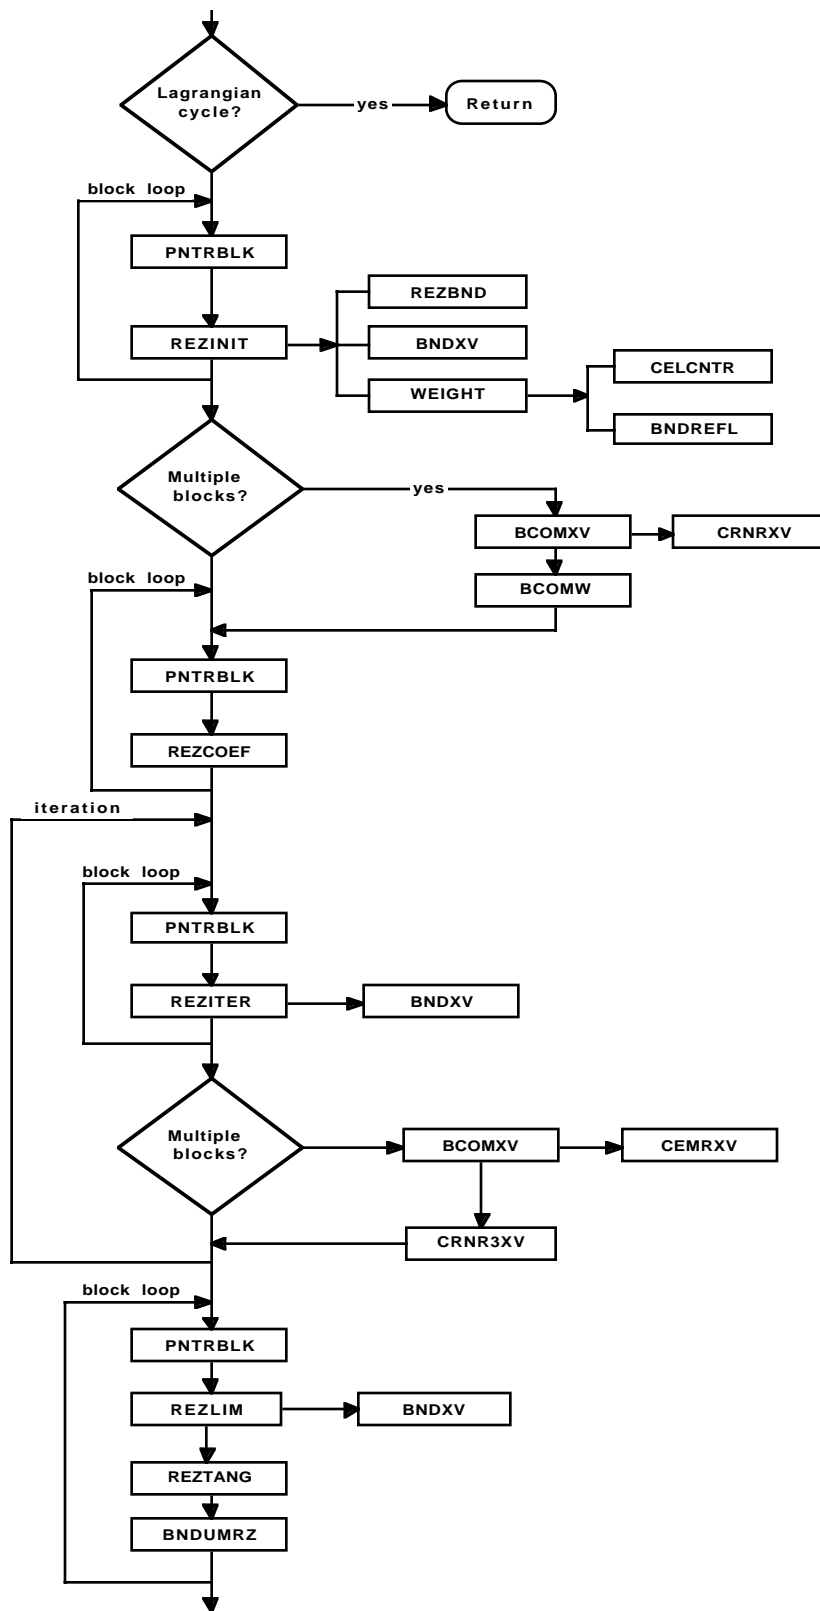 Lagrangian
cycle?
yes
Return
block loop
PNTRBLK
REZINIT
REZBND
BNDXV
WEIGHT
CELCNTR
BNDREFL
Multiple
blocks?
yes
BCOMXV
CRNRXV
BCOMW
block loop
PNTRBLK
REZCOEF
iteration
block loop
PNTRBLK
REZITER
BNDXV
Multiple
blocks?
BCOMXV
CEMRXV
CRNR3XV
block loop
PNTRBLK
REZLIM
BNDXV
REZTANG
BNDUMRZ